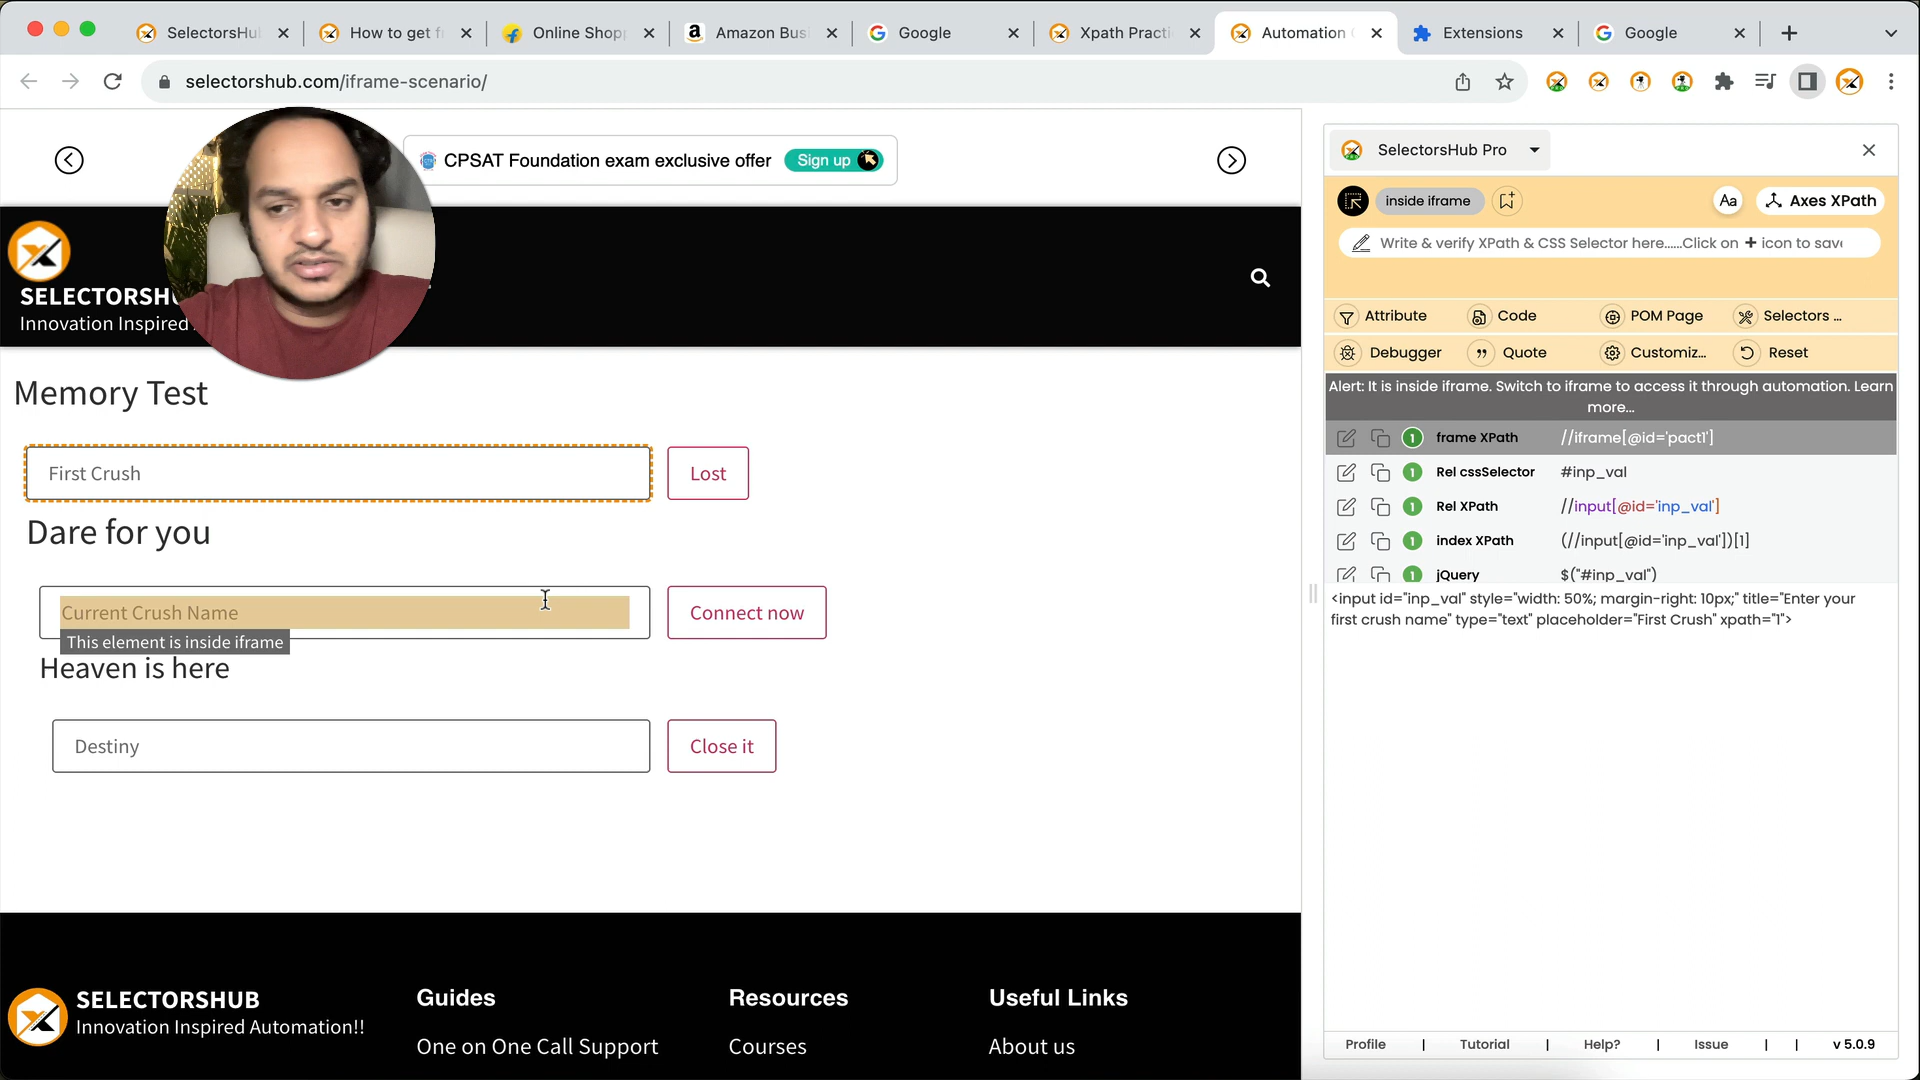 SelectorsHu
How to get f
Online Shop
Amazon Bus
Google
Xpath Practi
Automation
Extensions
Google
selectorshub.com/iframe-scenario/
CPSAT Foundation exam exclusive offer
Sign up
SELECTORSHU
Innovation Inspired
Memory Test
First Crush
Lost
Dare for you
Current Crush Name
Connect now
This element is inside iframe
Heaven is here
Destiny
Close it
SELECTORSHUB
Innovation Inspired Automation!!
Guides
One on One Call Support
Resources
Courses
Useful Links
About us
SelectorsHub Pro
inside iframe
Aa
Axes XPath
Write & verify XPath & CSS Selector here......Click on + icon to save
Attribute
Code
POM Page
Selectors ...
Debugger
Quote
Customiz...
Reset
Alert: It is inside iframe. Switch to iframe to access it through automation. Learn
more...
1 frame XPath //iframe[@id='pact1']
1 Rel cssSelector #inp_val
1 Rel XPath //input[@id='inp_val']
1 index XPath (//input[@id='inp_val'])[1]
1 jQuery $("#inp_val")
<input id="inp_val" style="width: 50%; margin-right: 10px;" title="Enter your
first crush name" type="text" placeholder="First Crush" xpath="1">
Profile | Tutorial | Help? | Issue | | v 5.0.9